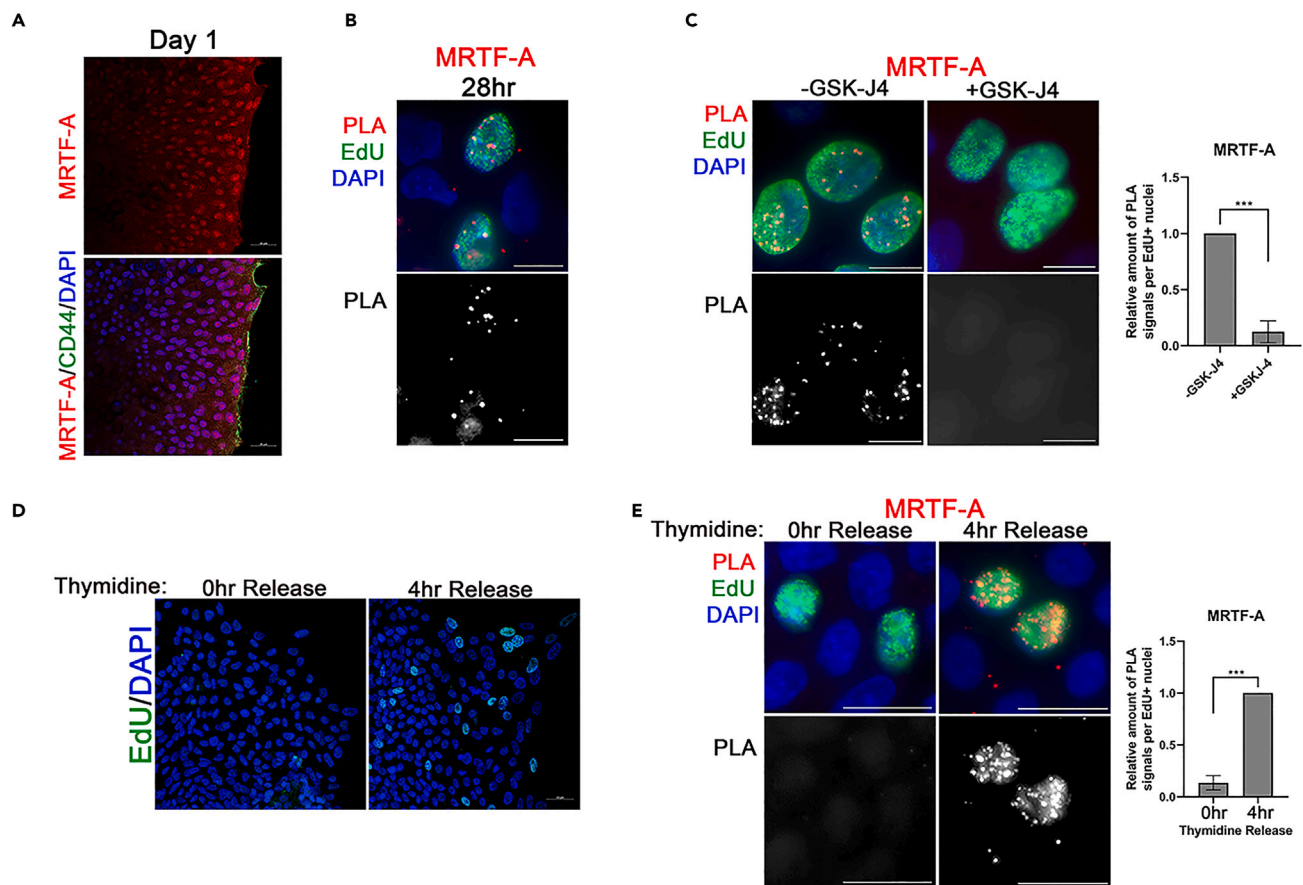 A
Day 1
MRTF-A
MRTF-A/CD44/DAPI
B
MRTF-A
28hr
PLA
EdU
DAPI
PLA
C
MRTF-A
-GSK-J4
+GSK-J4
PLA
EdU
DAPI
PLA
MRTF-A
Relative amount of PLA
signals per EdU+ nuclei
1.5
1.0
0.5
0.0
***
-GSK-J4
+GSKJ-4
D
Thymidine:
0hr Release
4hr Release
EdU/DAPI
E
MRTF-A
Thymidine:
0hr Release
4hr Release
PLA
EdU
DAPI
PLA
MRTF-A
Relative amount of PLA
signals per EdU+ nuclei
1.5
1.0
0.5
0.0
***
0hr
4hr
Thymidine Release